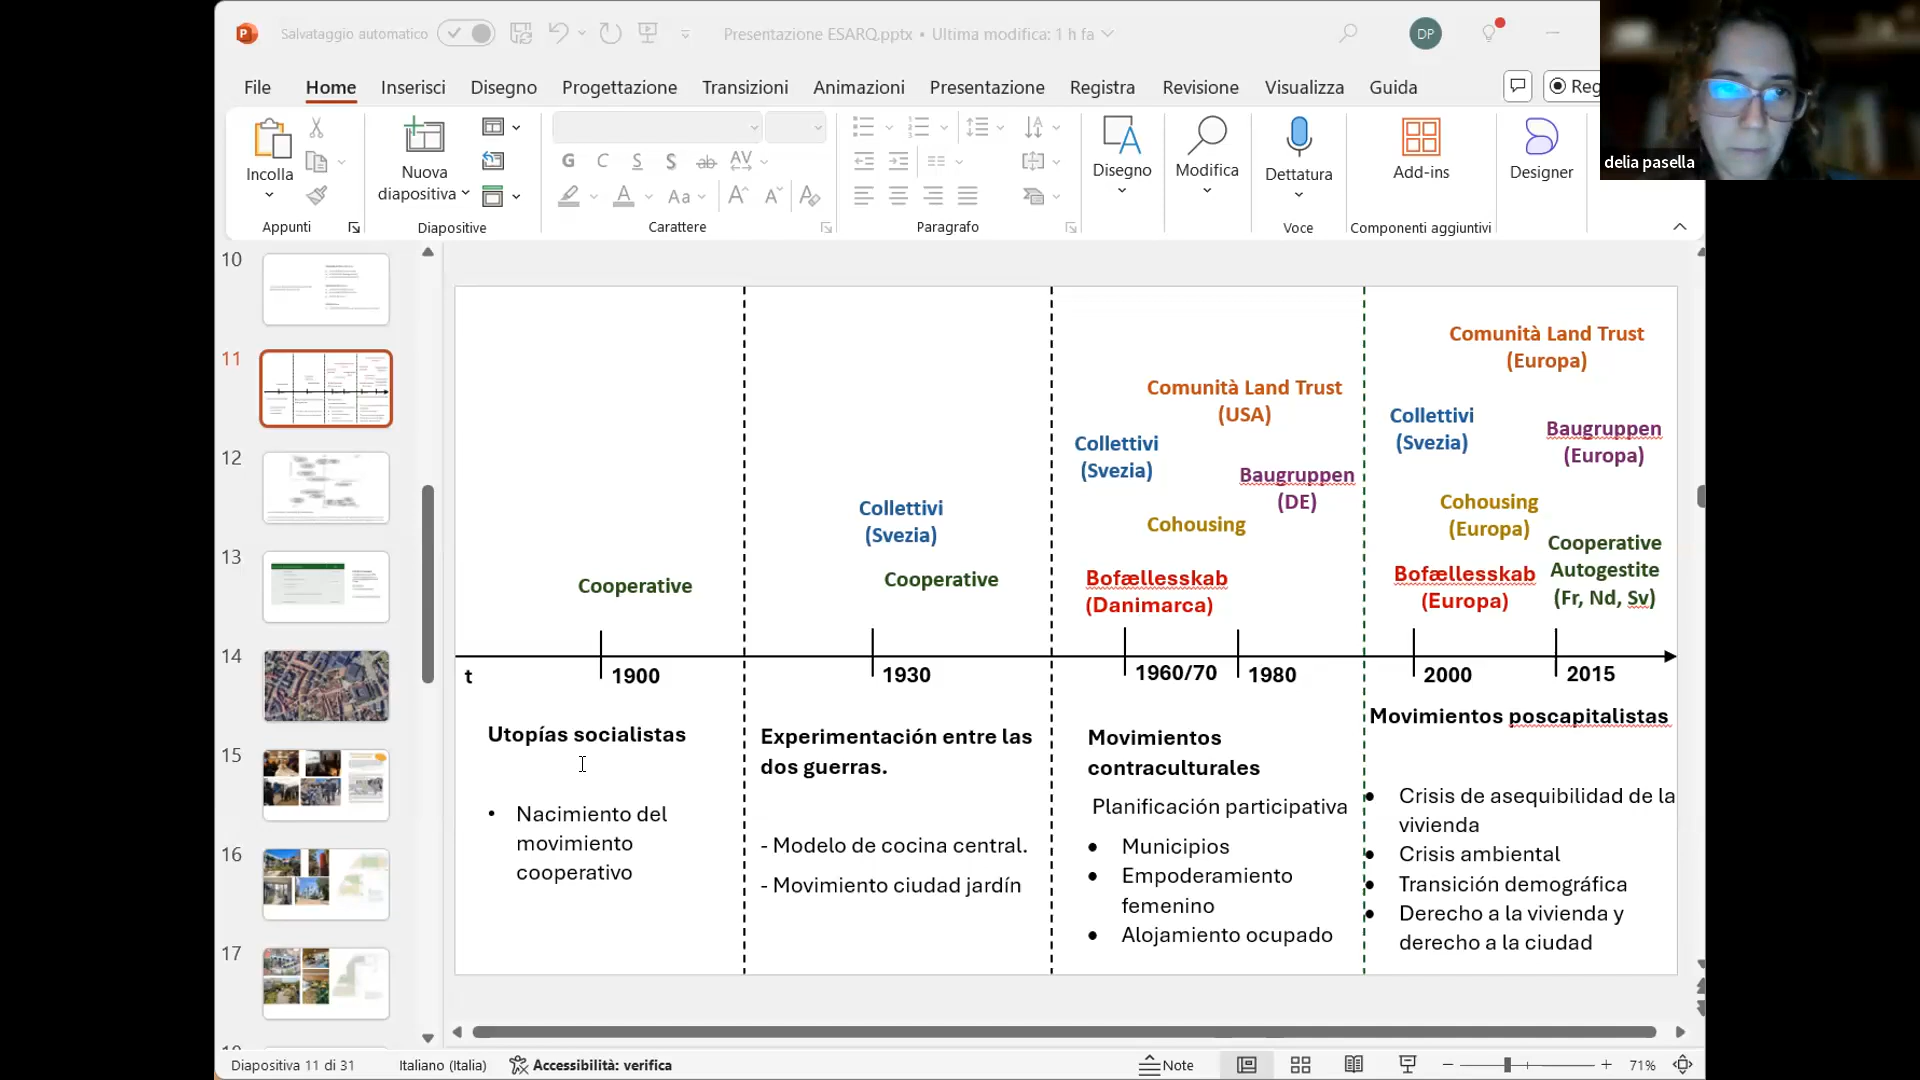 Salvataggio automatico
Presentazione ESARQ.pptx • Ultima modifica: 1 h fa
DP
File Home Inserisci Disegno Progettazione Transizioni Animazioni Presentazione Registra Revisione Visualizza Guida
Reg
delia pasella
Incolla
Nuova
diapositiva
G C S S ab AV
A Aa A A A
Disegno
Modifica
Dettatura
Add-ins
Designer
Appunti
Diapositive
Carattere
Paragrafo
Voce
Componenti aggiuntivi
10
11
12
13
14
15
16
17
Comunità Land Trust
(Europa)
Comunità Land Trust
(USA)
Collettivi
(Svezia)
Baugruppen
(Europa)
Collettivi
(Svezia)
Baugruppen
(DE)
Cohousing
(Europa)
Collettivi
(Svezia)
Cohousing
Cooperative
Autogestite
(Fr, Nd, Sv)
Cooperative
Cooperative
Bofællesskab
(Danimarca)
Bofællesskab
(Europa)
t 1900 1930 1960/70 1980 2000 2015
Utopías socialistas
• Nacimiento del
movimiento
cooperativo
Experimentación entre las
dos guerras.
- Modelo de cocina central.
- Movimiento ciudad jardín
Movimientos
contraculturales
Planificación participativa
• Municipios
• Empoderamiento
femenino
• Alojamiento ocupado
Movimientos poscapitalistas
• Crisis de asequibilidad de la
vivienda
• Crisis ambiental
• Transición demográfica
• Derecho a la vivienda y
derecho a la ciudad
Diapositiva 11 di 31
Italiano (Italia)
Accessibilità: verifica
Note
71%